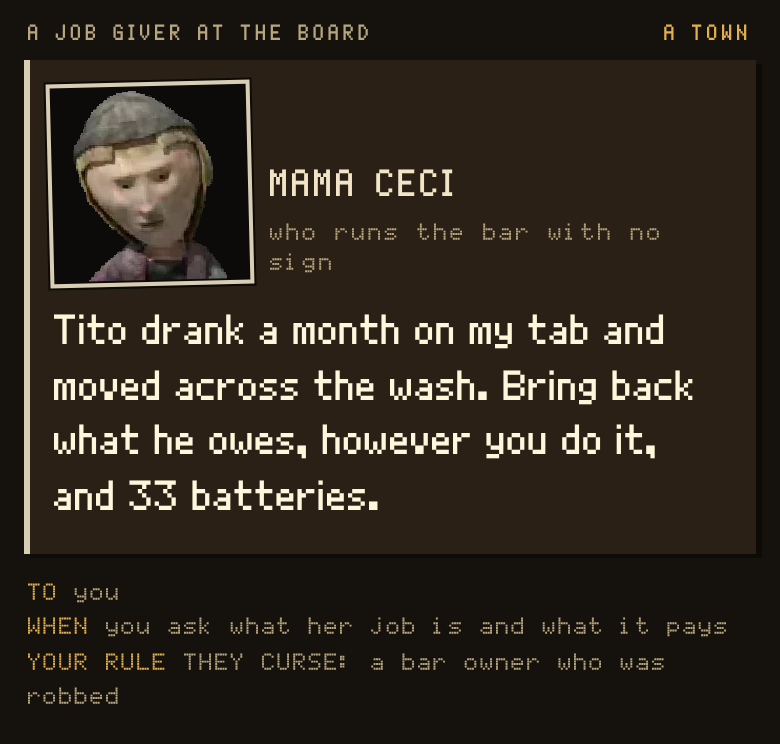 A JOB GIVER AT THE BOARD
A TOWN
MAMA CECI
who runs the bar with no
sign
Tito drank a month on my tab and
moved across the wash. Bring back
what he owes, however you do it,
and 33 batteries.
TO you
WHEN you ask what her job is and what it pays
YOUR RULE THEY CURSE: a bar owner who was
robbed